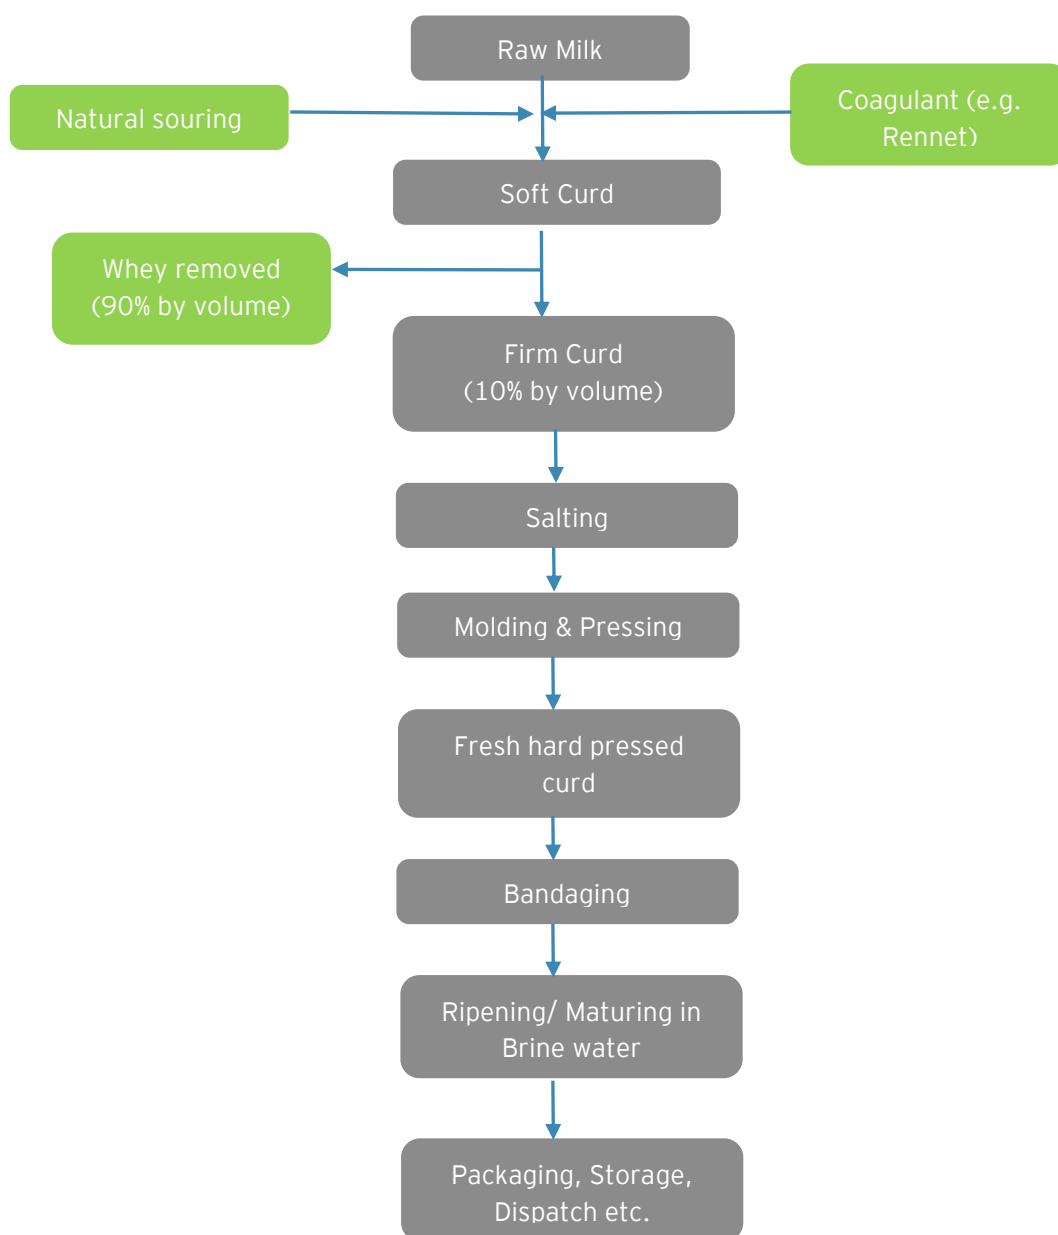 Raw Milk
Natural souring
Coagulant (e.g.
Rennet)
Soft Curd
Whey removed
(90% by volume)
Firm Curd
(10% by volume)
Salting
Molding & Pressing
Fresh hard pressed
curd
Bandaging
Ripening/ Maturing in
Brine water
Packaging, Storage,
Dispatch etc.